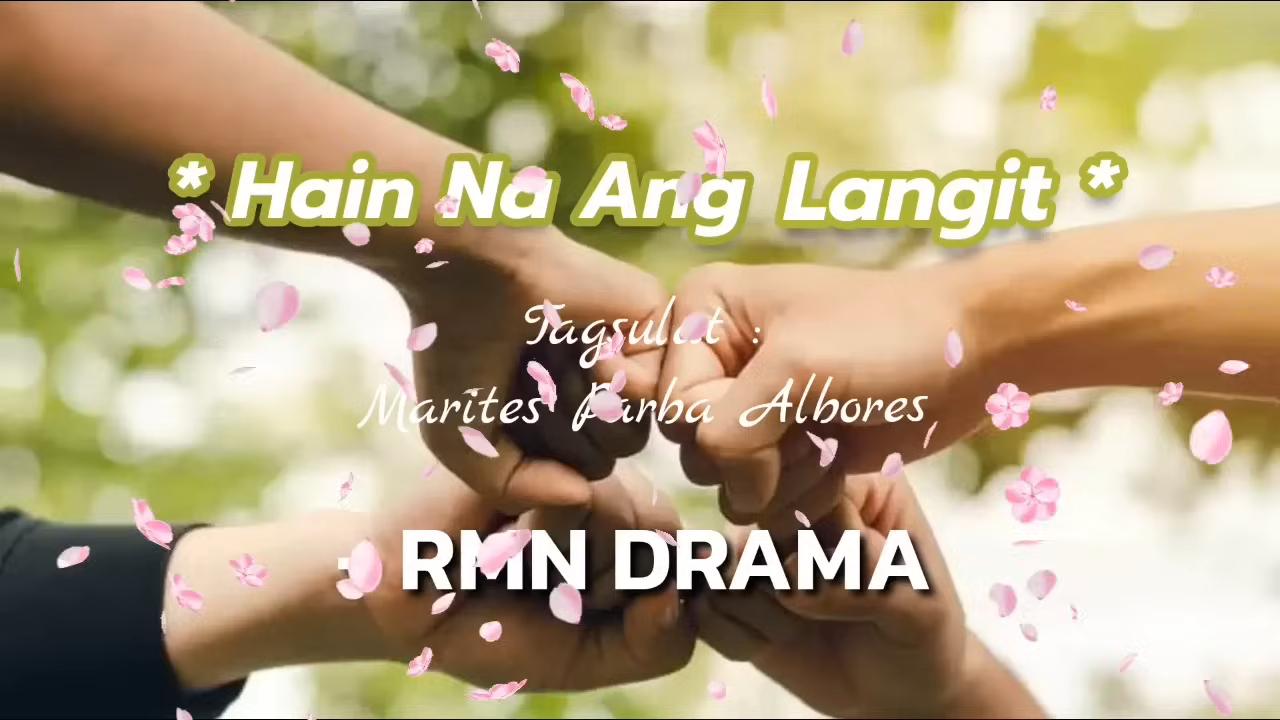 * Hain Na Ang Langit *
Tagsulat :
Marites Parba Albores
- RMN DRAMA